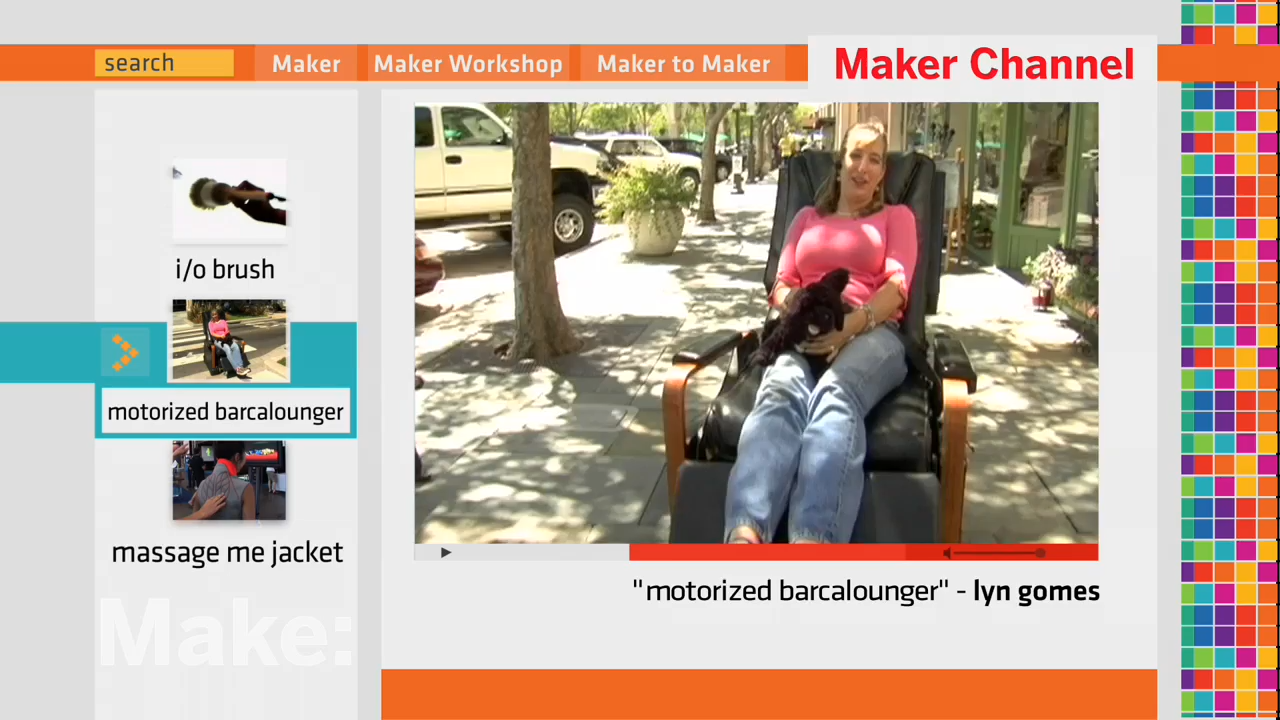 search
Maker
Maker Workshop
Maker to Maker
Maker Channel
i/o brush
motorized barcalounger
massage me jacket
Make:
"motorized barcalounger" - lyn gomes